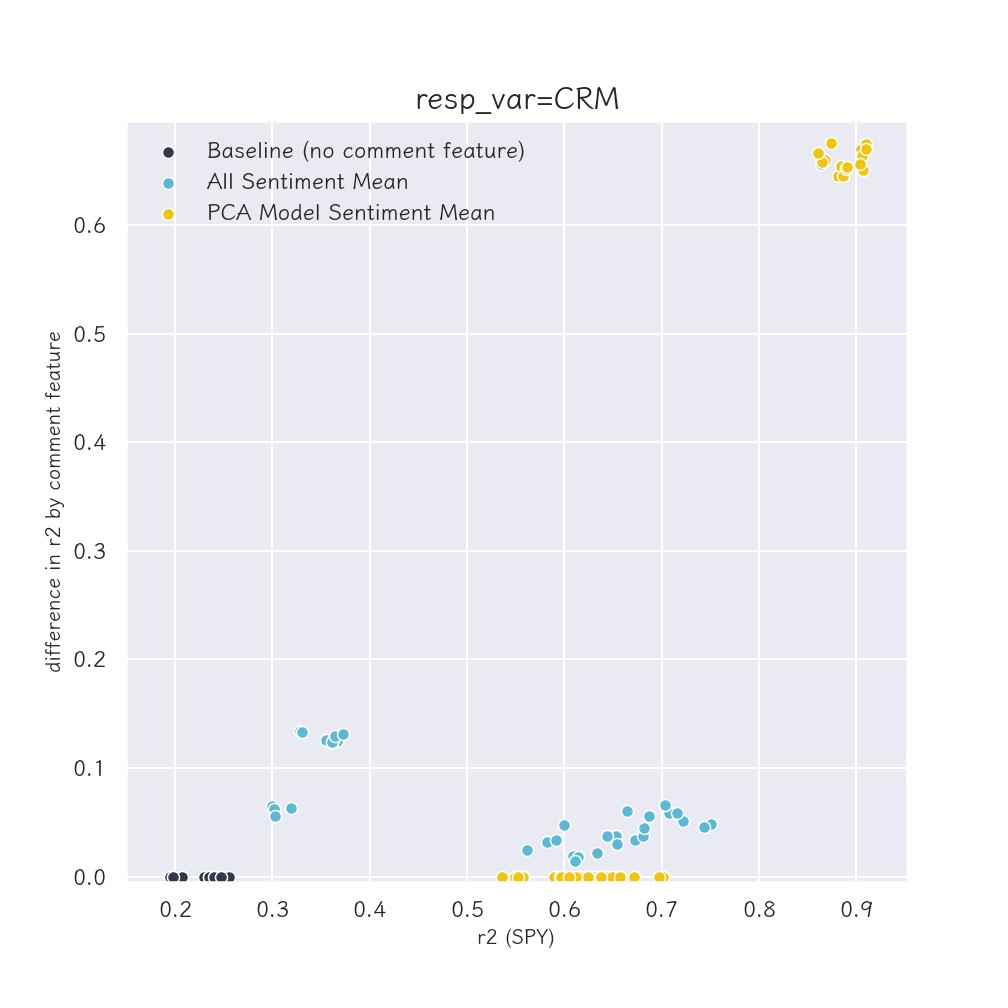 resp_var=CRM
Baseline (no comment feature)
All Sentiment Mean
PCA Model Sentiment Mean
difference in r2 by comment feature
0.6
0.5
0.4
0.3
0.2
0.1
0.0
0.2 0.3 0.4 0.5 0.6 0.7 0.8 0.9
r2 (SPY)